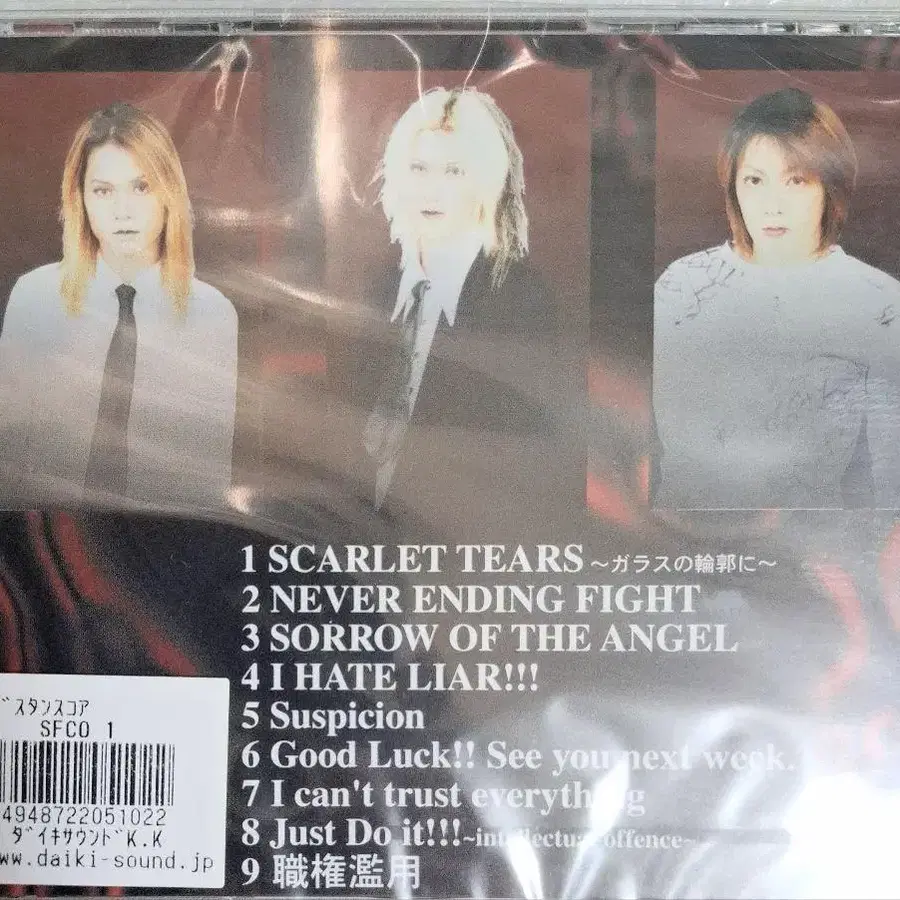 1 SCARLET TEARS ～ガラスの輪郭に～
2 NEVER ENDING FIGHT
3 SORROW OF THE ANGEL
4 I HATE LIAR!!!
5 Suspicion
6 Good Luck!! See you next week.
7 I can't trust everything
8 Just Do it!!!~intellectual offence~
9 職権濫用
ﾞｽﾀﾝｽｺｱ
SFCO 1
4948722051022
ﾀﾞｲｷｻｳﾝﾄﾞK.K
ww.daiki-sound.jp